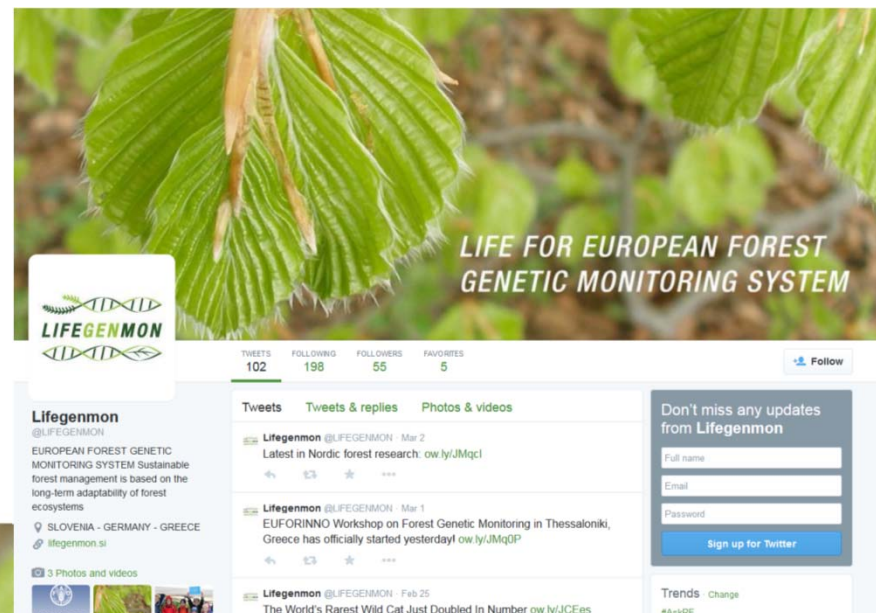 LIFE FOR EUROPEAN FOREST
GENETIC MONITORING SYSTEM
LIFEGENMON
TWEETS FOLLOWING FOLLOWERS FAVORITES
102 198 55 5
Follow
Lifegenmon
@LIFEGENMON
EUROPEAN FOREST GENETIC
MONITORING SYSTEM Sustainable
forest management is based on the
long-term adaptability of forest
ecosystems
SLOVENIA - GERMANY - GREECE
lifegenmon.si
3 Photos and videos
Tweets Tweets & replies Photos & videos
Lifegenmon @LIFEGENMON · Mar 2
Latest in Nordic forest research: ow.ly/JMqcI
Lifegenmon @LIFEGENMON · Mar 1
EUFORINNO Workshop on Forest Genetic Monitoring in Thessaloniki,
Greece has officially started yesterday! ow.ly/JMq0P
Lifegenmon @LIFEGENMON · Feb 25
The World's Rarest Wild Cat Just Doubled In Number ow.ly/JCEes
Don't miss any updates
from Lifegenmon
Full name
Email
Password
Sign up for Twitter
Trends · Change
#AskRE